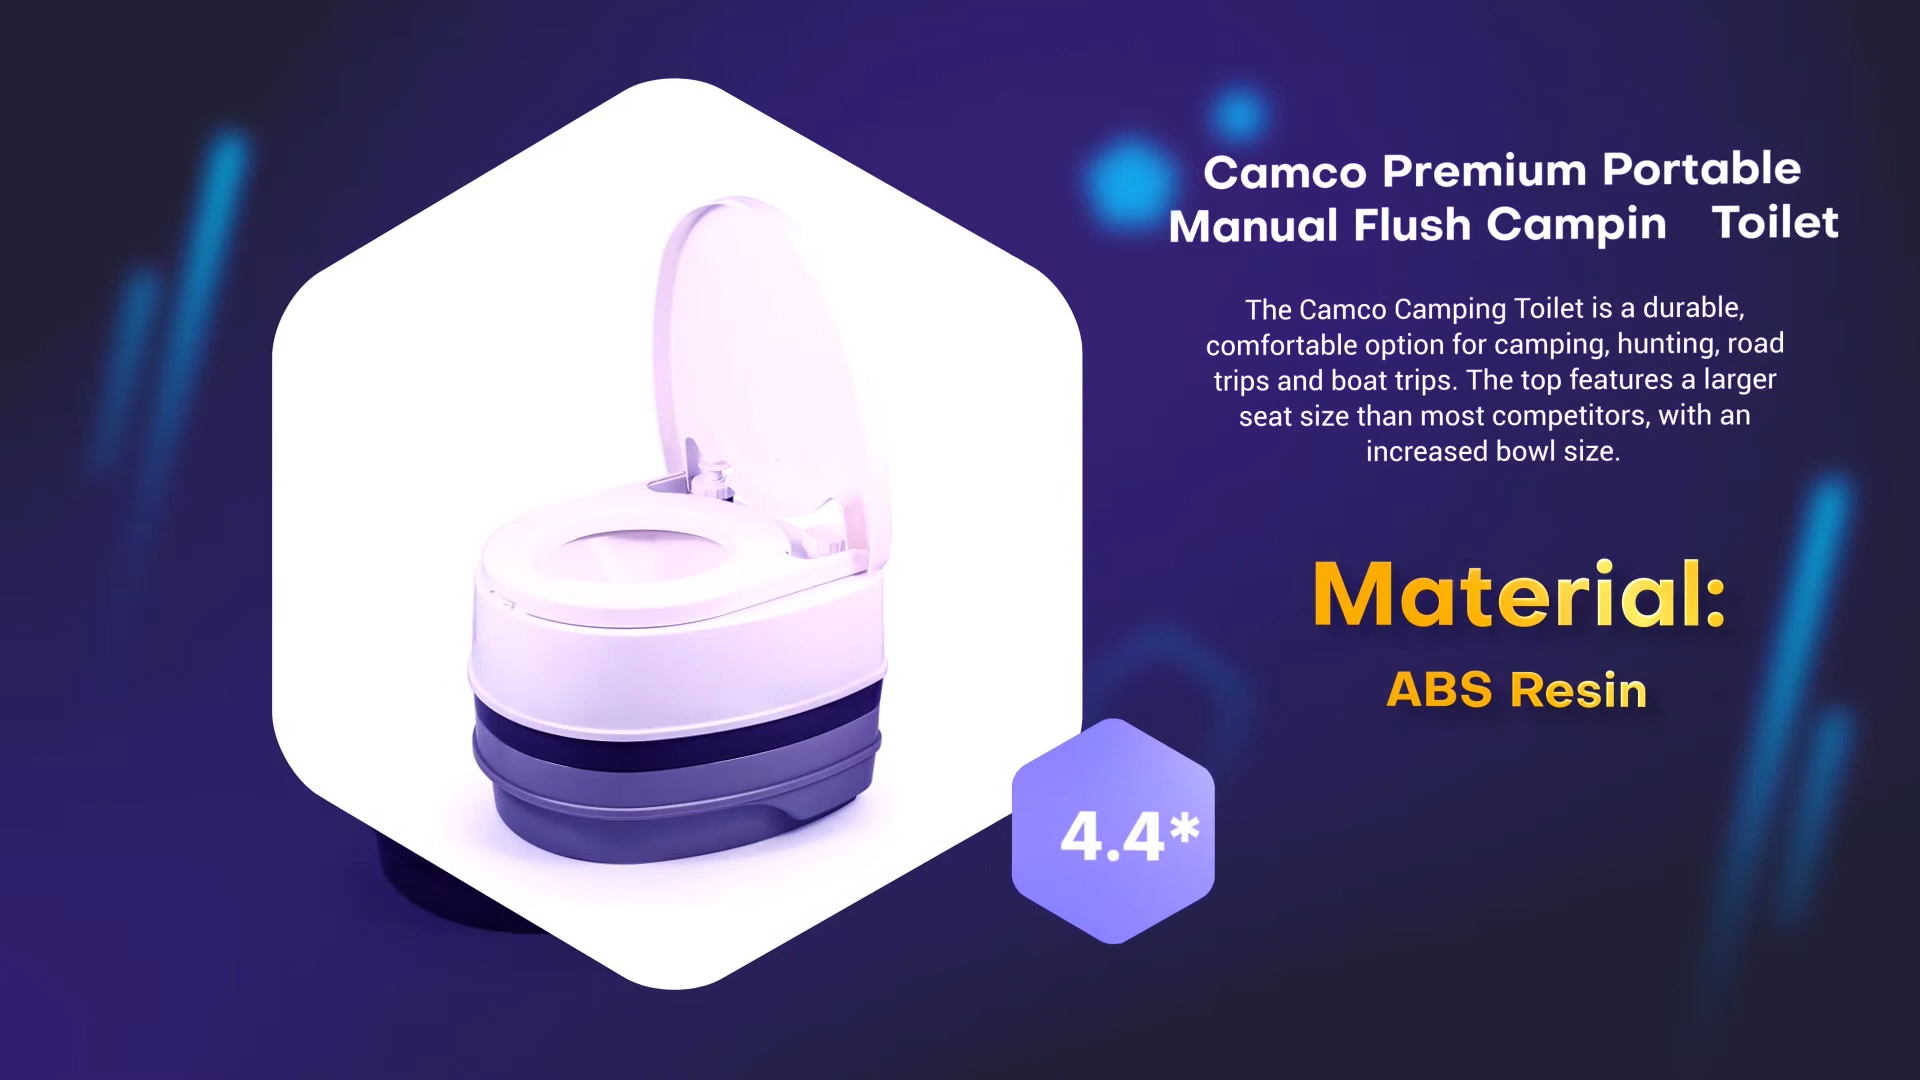 Camco Premium Portable
Manual Flush Campin Toilet
The Camco Camping Toilet is a durable,
comfortable option for camping, hunting, road
trips and boat trips. The top features a larger
seat size than most competitors, with an
increased bowl size.
Material:
ABS Resin
4.4*